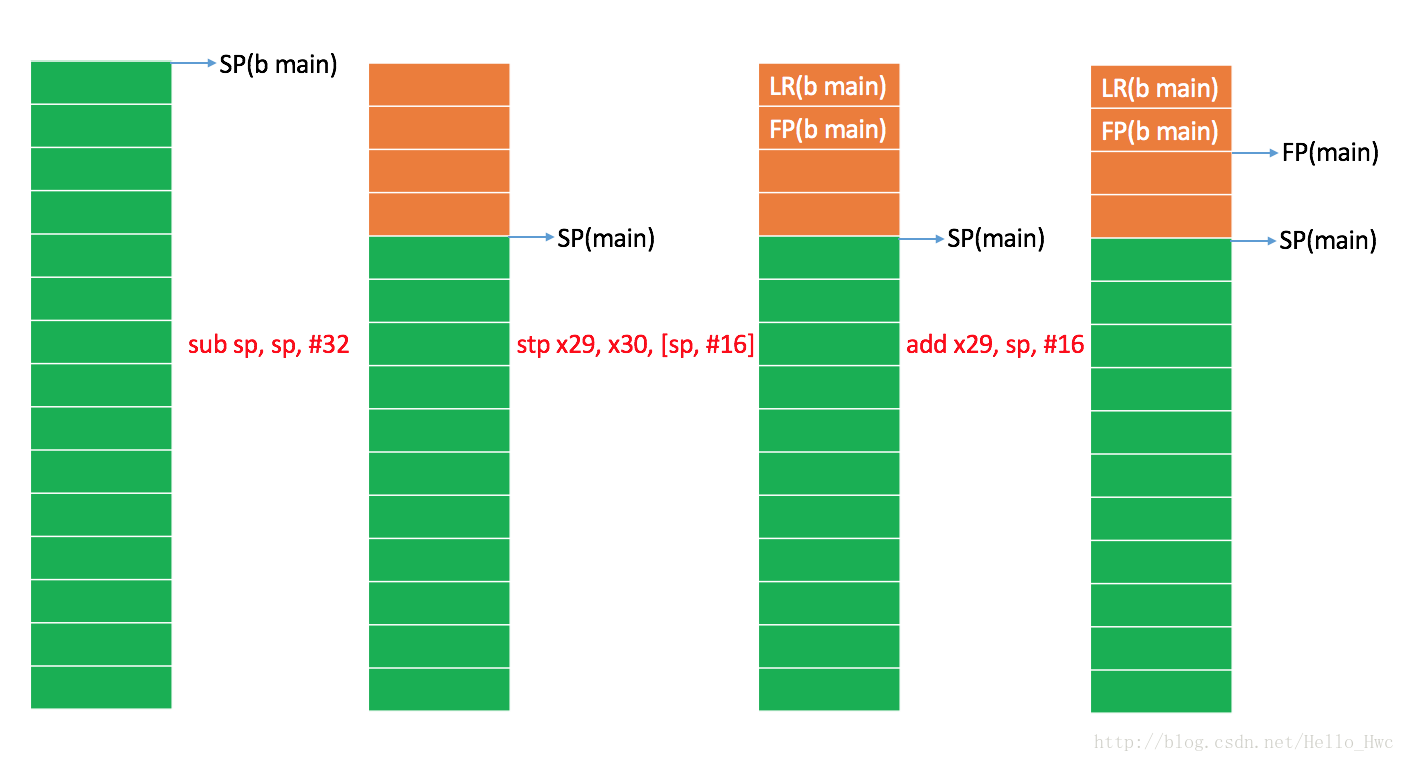 SP(b main)
sub sp, sp, #32
SP(main)
stp x29, x30, [sp, #16]
LR(b main)
FP(b main)
SP(main)
add x29, sp, #16
LR(b main)
FP(b main)
FP(main)
SP(main)
http://blog.csdn.net/Hello_Hwc